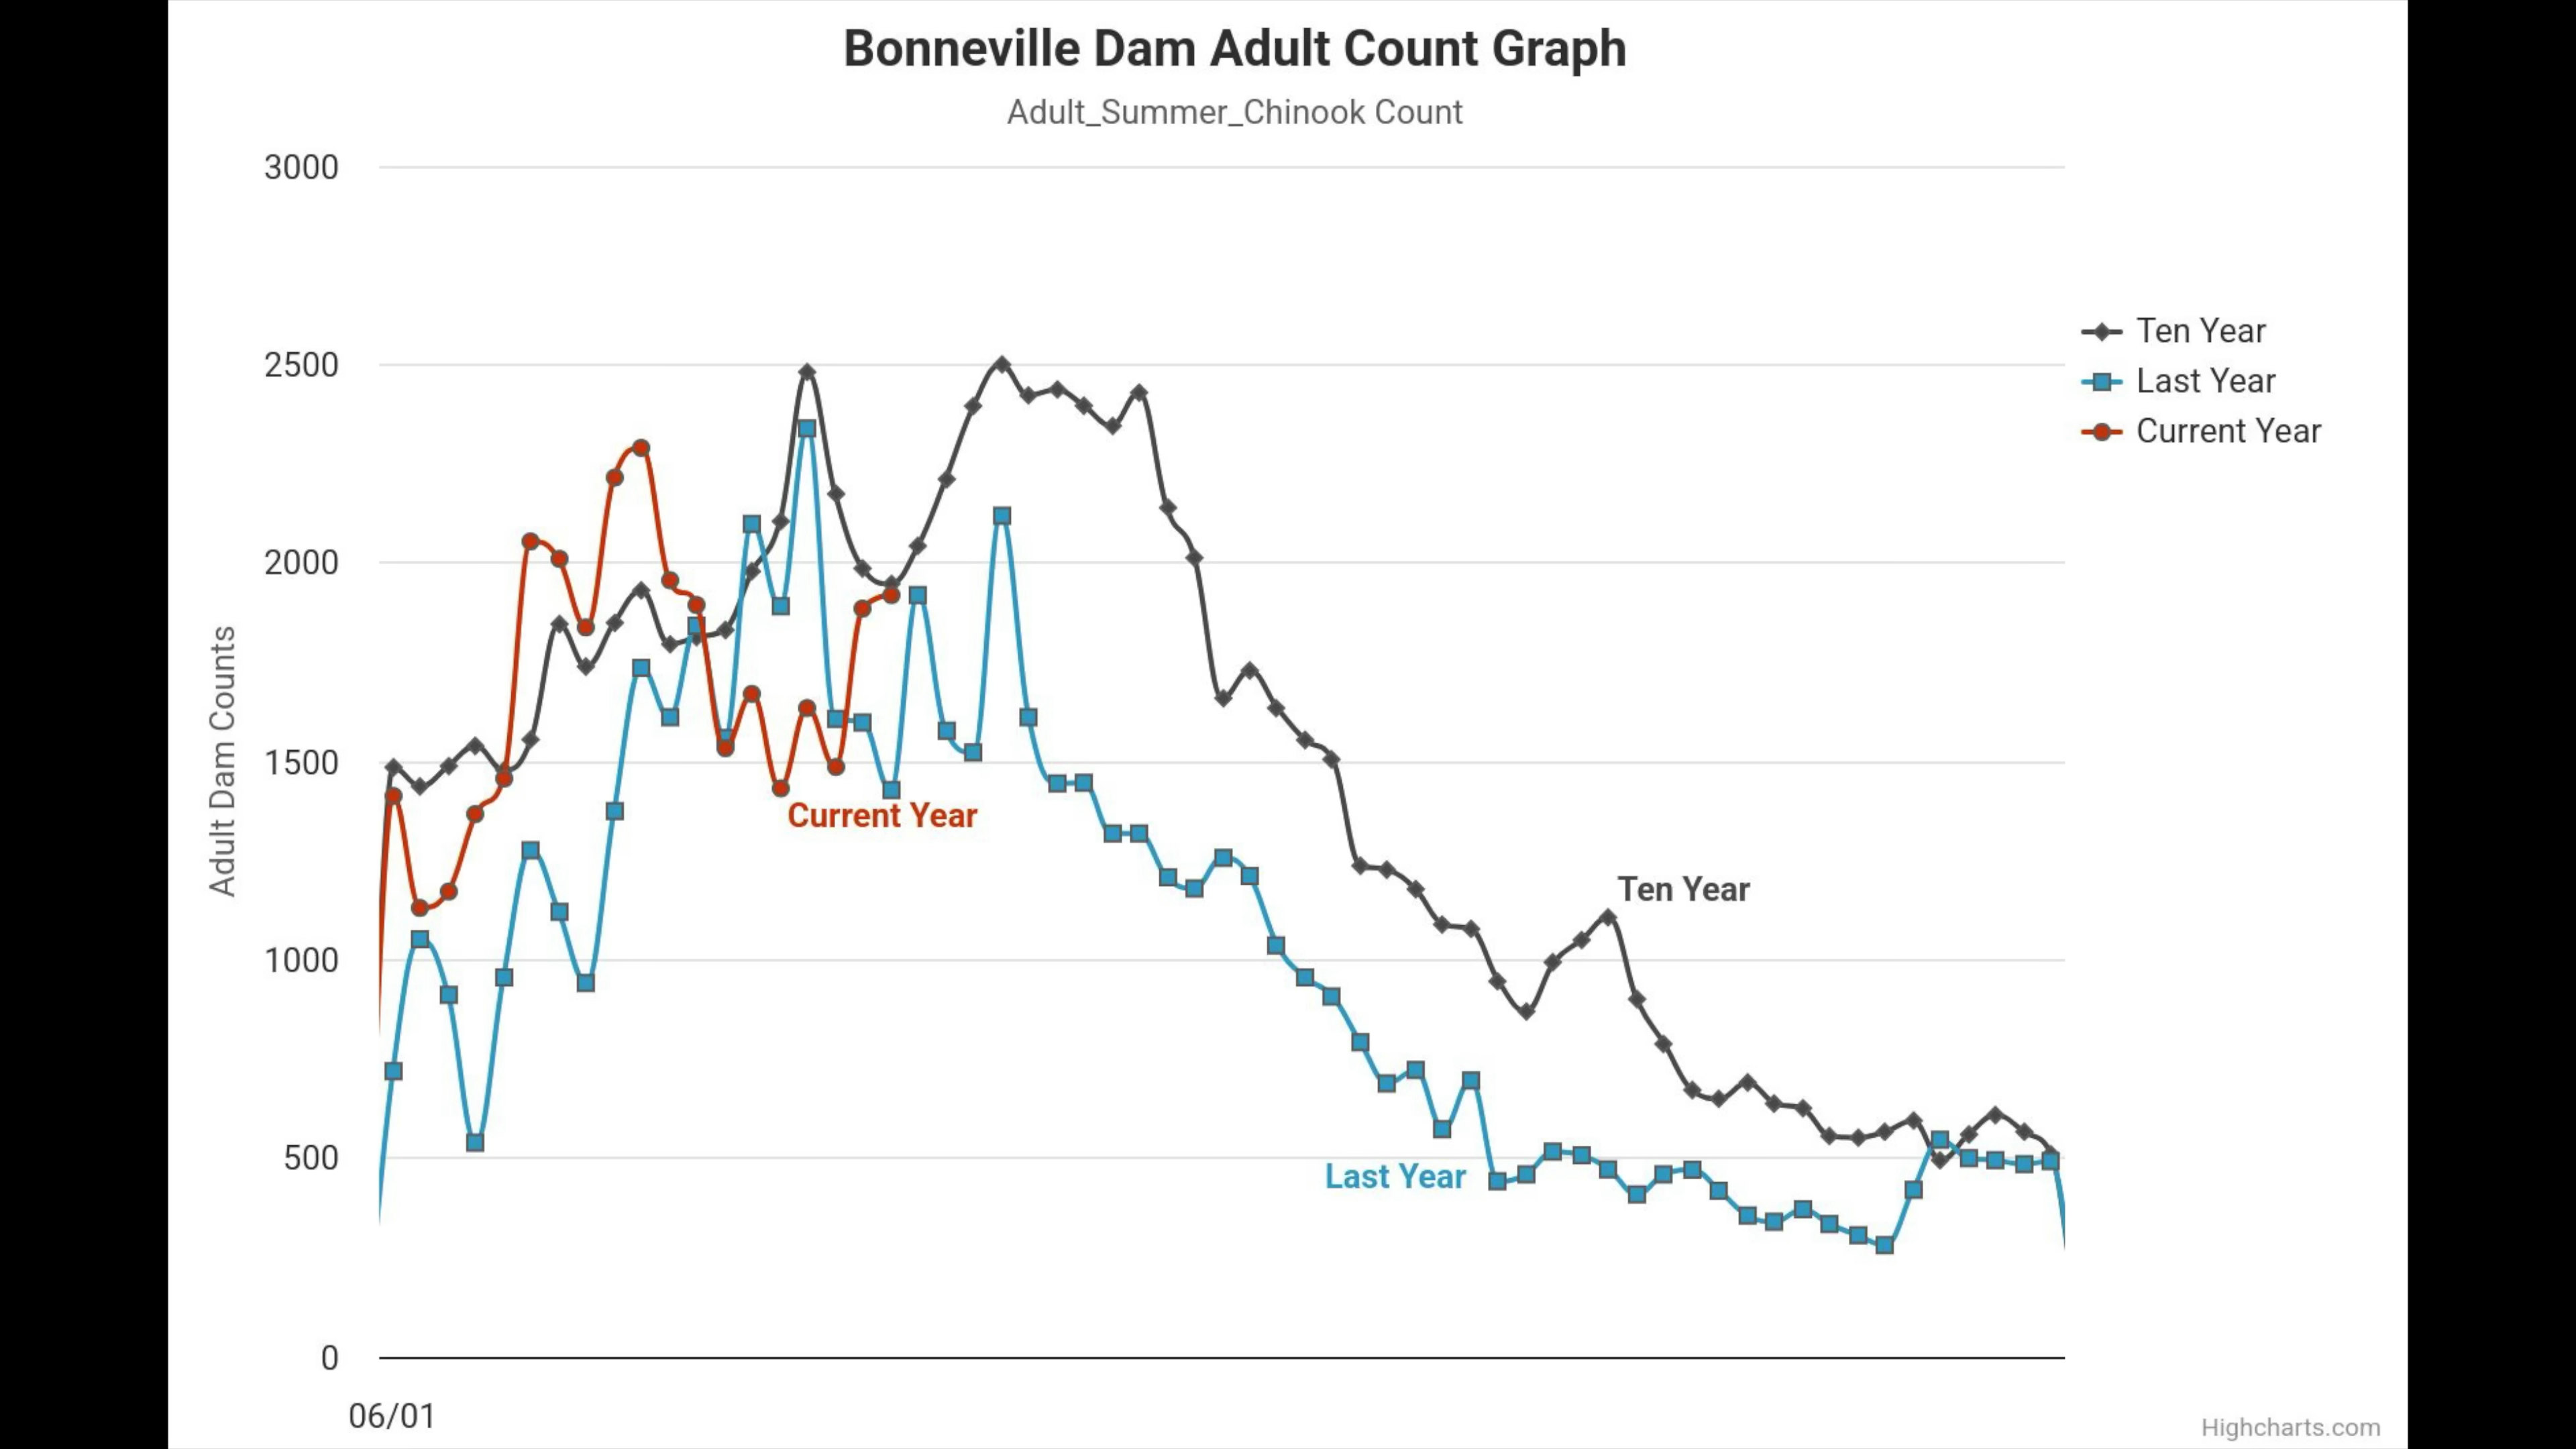 Bonneville Dam Adult Count Graph
Adult_Summer_Chinook Count
3000
2500
2000
1500
1000
500
0
Adult Dam Counts
06/01
Ten Year
Last Year
Current Year
Current Year
Ten Year
Last Year
Highcharts.com